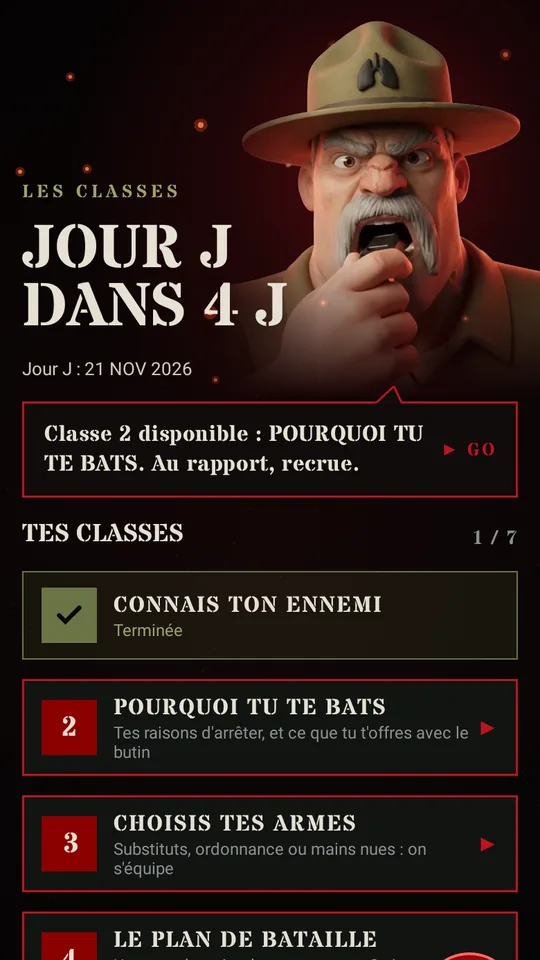 LES CLASSES
JOUR J
DANS 4 J
Jour J : 21 NOV 2026
Classe 2 disponible : POURQUOI TU
TE BATS. Au rapport, recrue.
▶ GO
TES CLASSES
1 / 7
CONNAIS TON ENNEMI
Terminée
2
POURQUOI TU TE BATS
Tes raisons d'arrêter, et ce que tu t'offres avec le
butin
3
CHOISIS TES ARMES
Substituts, ordonnance ou mains nues : on
s'équipe
4
LE PLAN DE BATAILLE